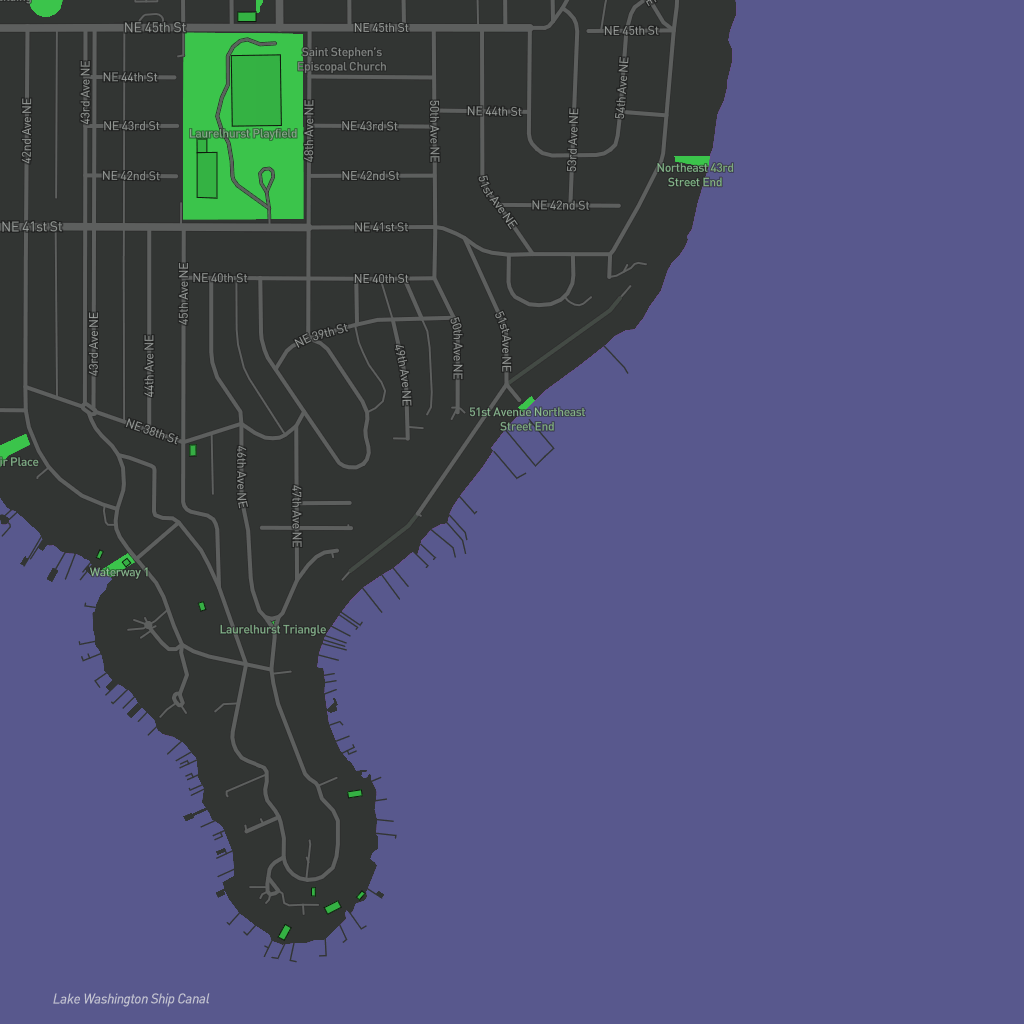 NE 45th St
NE 45th St
NE 45th St
Saint Stephen's
Episcopal Church
NE 44th St
43rd Ave NE
54th Ave NE
42nd Ave NE
NE 44th St
48th Ave NE
50th Ave NE
NE 43rd St
NE 43rd St
Laurelhurst Playfield
53rd Ave NE
Northeast 43rd
Street End
NE 42nd St
NE 42nd St
51st Ave NE
NE 42nd St
NE 41st St
NE 41st St
NE 40th St
NE 40th St
45th Ave NE
NE 39th St
43rd Ave NE
44th Ave NE
49th Ave NE
50th Ave NE
51st Ave NE
51st Avenue Northeast
Street End
NE 38th St
Place
46th Ave NE
47th Ave NE
Waterway 1
Laurelhurst Triangle
Lake Washington Ship Canal